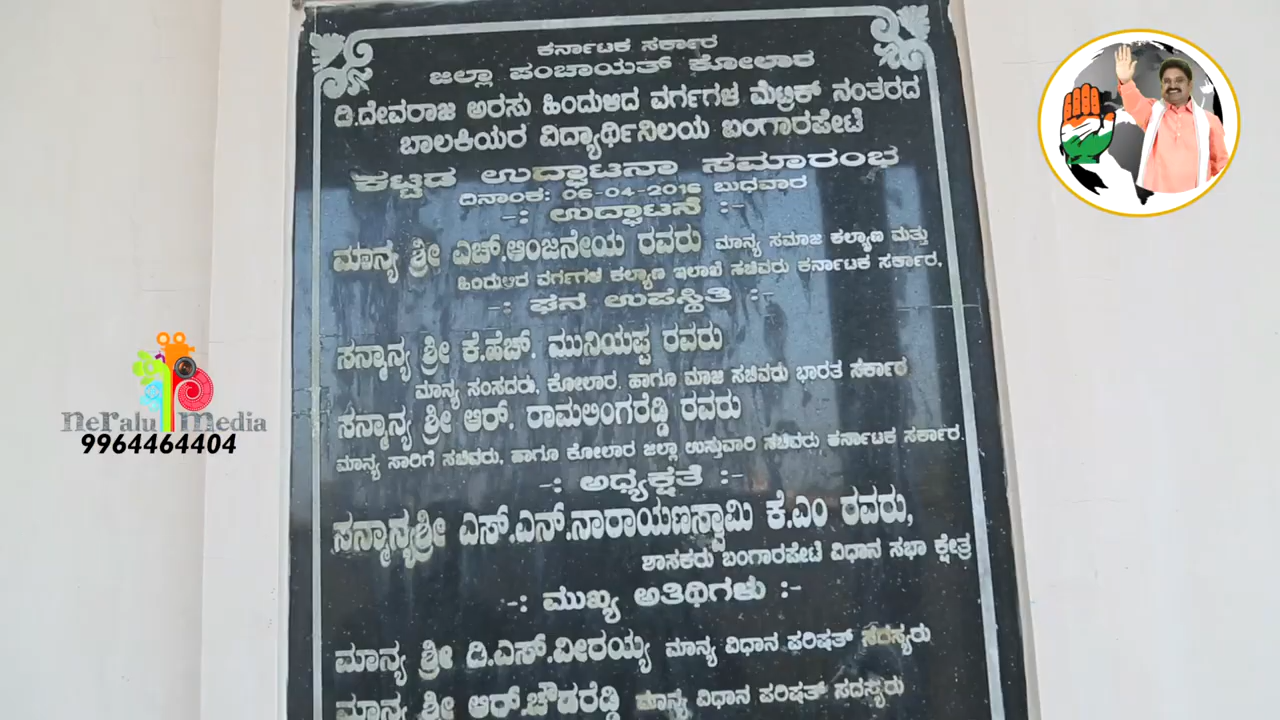 ಕರ್ನಾಟಕ ಸರ್ಕಾರ
ಜಿಲ್ಲಾ ಪಂಚಾಯತ್ ಕೋಲಾರ
ಡಿ.ದೇವರಾಜ ಅರಸು ಹಿಂದುಳಿದ ವರ್ಗಗಳ ಮೆಟ್ರಿಕ್ ನಂತರದ
ಬಾಲಕಿಯರ ವಿದ್ಯಾರ್ಥಿನಿಲಯ ಬಂಗಾರಪೇಟೆ
ಕಟ್ಟಡ ಉದ್ಘಾಟನಾ ಸಮಾರಂಭ
ದಿನಾಂಕ: 06-04-2016 ಬುಧವಾರ
-: ಉದ್ಘಾಟನೆ :-
ಮಾನ್ಯ ಶ್ರೀ ಎಚ್.ಆಂಜನೇಯ ರವರು ಮಾನ್ಯ ಸಮಾಜ ಕಲ್ಯಾಣ ಮತ್ತು
ಹಿಂದುಳಿದ ವರ್ಗಗಳ ಕಲ್ಯಾಣ ಇಲಾಖೆ ಸಚಿವರು ಕರ್ನಾಟಕ ಸರ್ಕಾರ,
-: ಘನ ಉಪಸ್ಥಿತಿ :-
ಸನ್ಮಾನ್ಯ ಶ್ರೀ ಕೆ.ಹೆಚ್. ಮುನಿಯಪ್ಪ ರವರು
ಮಾನ್ಯ ಸಂಸದರು, ಕೋಲಾರ. ಹಾಗೂ ಮಾಜಿ ಸಚಿವರು ಭಾರತ ಸರ್ಕಾರ
ಸನ್ಮಾನ್ಯ ಶ್ರೀ ಆರ್. ರಾಮಲಿಂಗರೆಡ್ಡಿ ರವರು
ಮಾನ್ಯ ಸಾರಿಗೆ ಸಚಿವರು, ಹಾಗೂ ಕೋಲಾರ ಜಿಲ್ಲಾ ಉಸ್ತುವಾರಿ ಸಚಿವರು ಕರ್ನಾಟಕ ಸರ್ಕಾರ.
-: ಅಧ್ಯಕ್ಷತೆ :-
ಸನ್ಮಾನ್ಯಶ್ರೀ ಎಸ್.ಎನ್.ನಾರಾಯಣಸ್ವಾಮಿ ಕೆ.ಎಂ ರವರು,
ಶಾಸಕರು ಬಂಗಾರಪೇಟೆ ವಿಧಾನ ಸಭಾ ಕ್ಷೇತ್ರ
-: ಮುಖ್ಯ ಅತಿಥಿಗಳು :-
ಮಾನ್ಯ ಶ್ರೀ ಡಿ.ಎಸ್.ವೀರಯ್ಯ ಮಾನ್ಯ ವಿಧಾನ ಪರಿಷತ್ ಸದಸ್ಯರು
ಮಾನ್ಯ ಶ್ರೀ ಆರ್.ಚೌಡರೆಡ್ಡಿ ಮಾನ್ಯ ವಿಧಾನ ಪರಿಷತ್ ಸದಸ್ಯರು
Neralu Media
9964464404